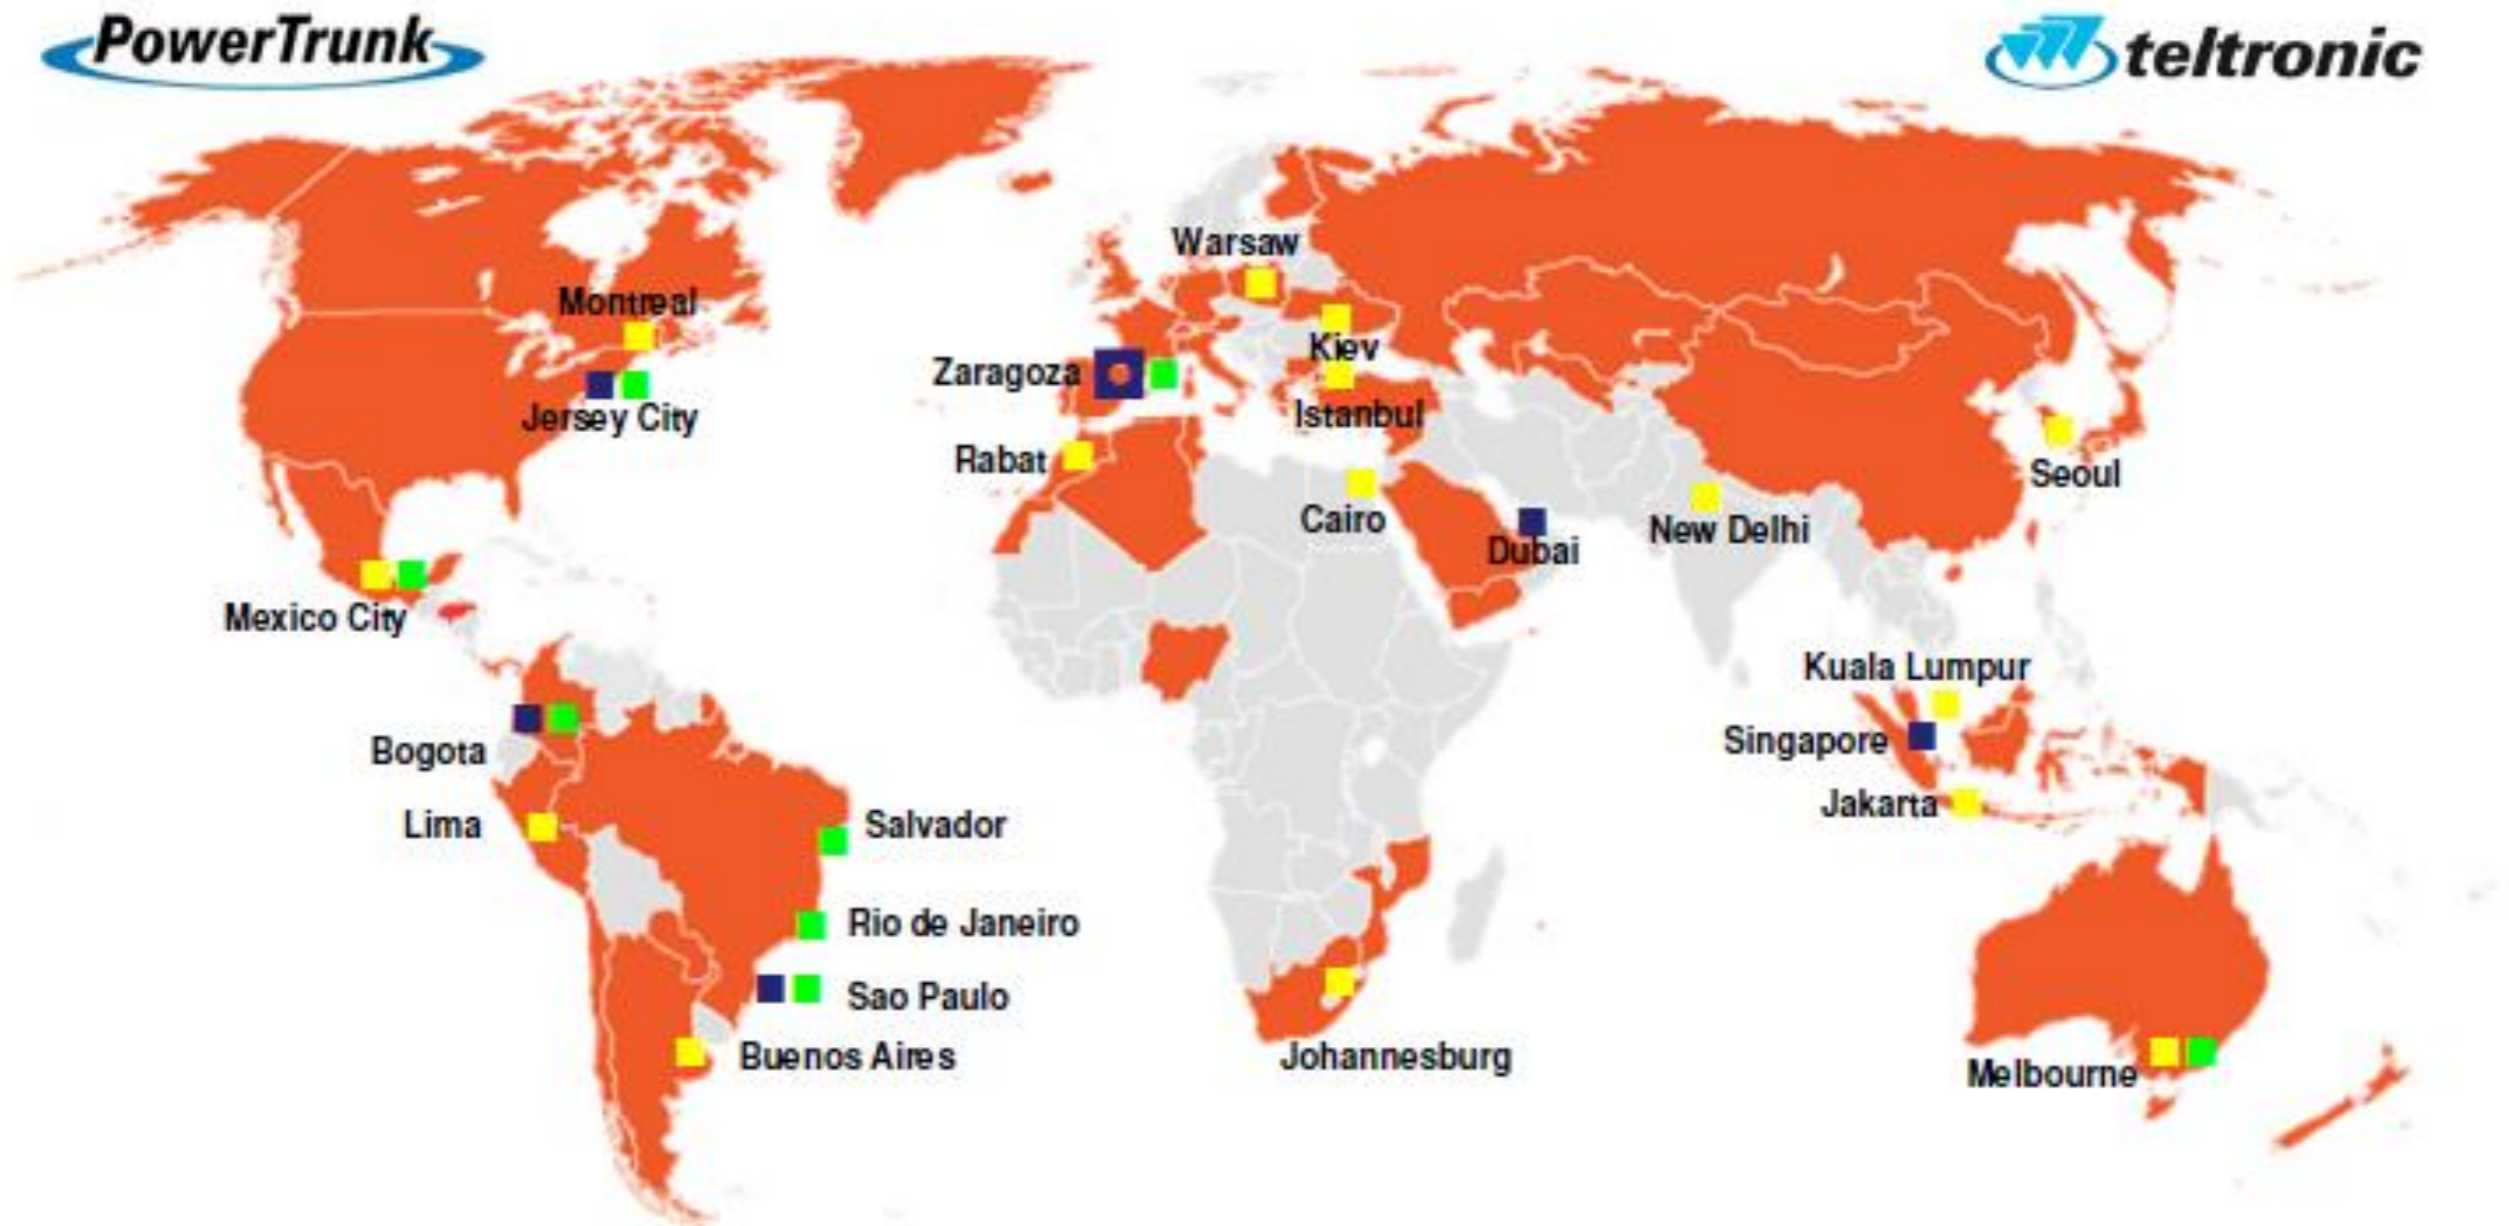 PowerTrunk
teltronic
Warsaw
Montreal
Kiev
Zaragoza
Jersey City
Istanbul
Rabat
Seoul
Cairo
New Delhi
Dubai
Mexico City
Kuala Lumpur
Singapore
Bogota
Jakarta
Lima
Salvador
Rio de Janeiro
Sao Paulo
Buenos Aires
Johannesburg
Melbourne